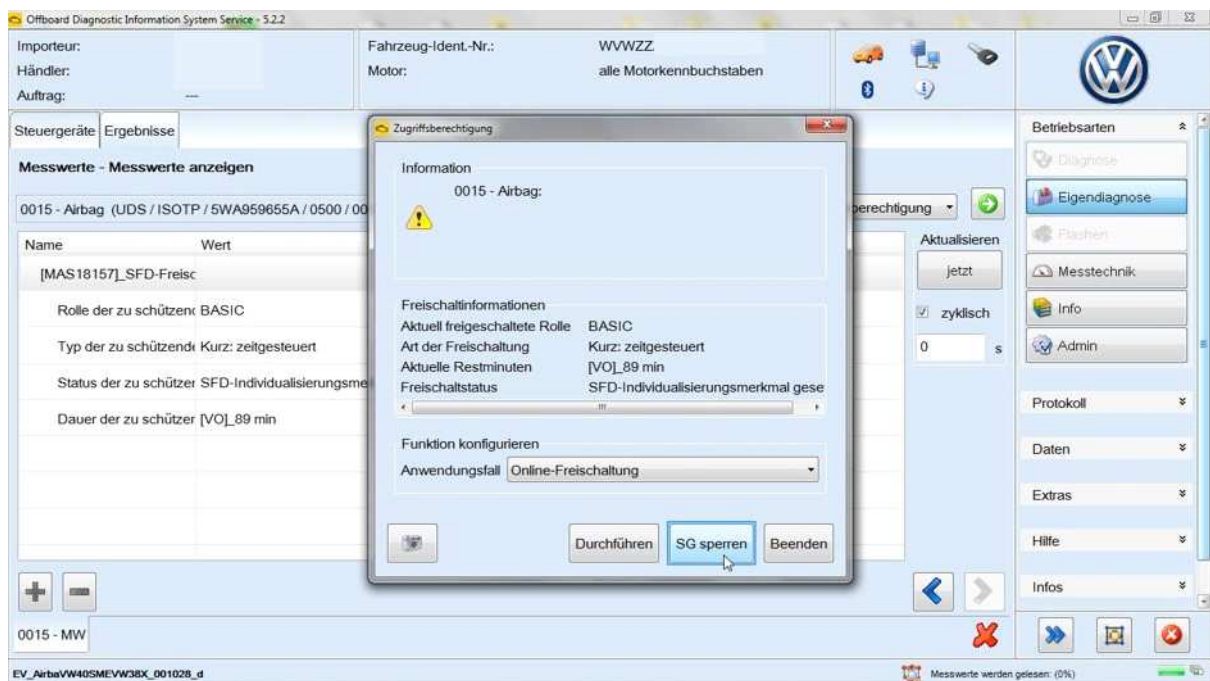 Offboard Diagnostic Information System Service - 5.2.2
Importeur:
Händler:
Auftrag: ---
Fahrzeug-Ident.-Nr.: WVWZZ
Motor: alle Motorkennbuchstaben
Steuergeräte Ergebnisse
Messwerte - Messwerte anzeigen
0015 - Airbag (UDS / ISOTP / 5WA959655A / 0500 / 00
berechtigung
Name Wert
[MAS18157]_SFD-Freisc
Rolle der zu schützend BASIC
Typ der zu schützende Kurz: zeitgesteuert
Status der zu schützer SFD-Individualisierungsme
Dauer der zu schützer [VO]_89 min
Aktualisieren
jetzt
zyklisch
0 s
Zugriffsberechtigung
Information
0015 - Airbag:
Freischaltinformationen
Aktuell freigeschaltete Rolle BASIC
Art der Freischaltung Kurz: zeitgesteuert
Aktuelle Restminuten [VO]_89 min
Freischaltstatus SFD-Individualisierungsmerkmal gese
Funktion konfigurieren
Anwendungsfall Online-Freischaltung
Durchführen SG sperren Beenden
Betriebsarten
Diagnose
Eigendiagnose
Flashen
Messtechnik
Info
Admin
Protokoll
Daten
Extras
Hilfe
Infos
0015 - MW
EV_AirbaVW40SMEVW38X_001028_d
Messwerte werden gelesen: (0%)